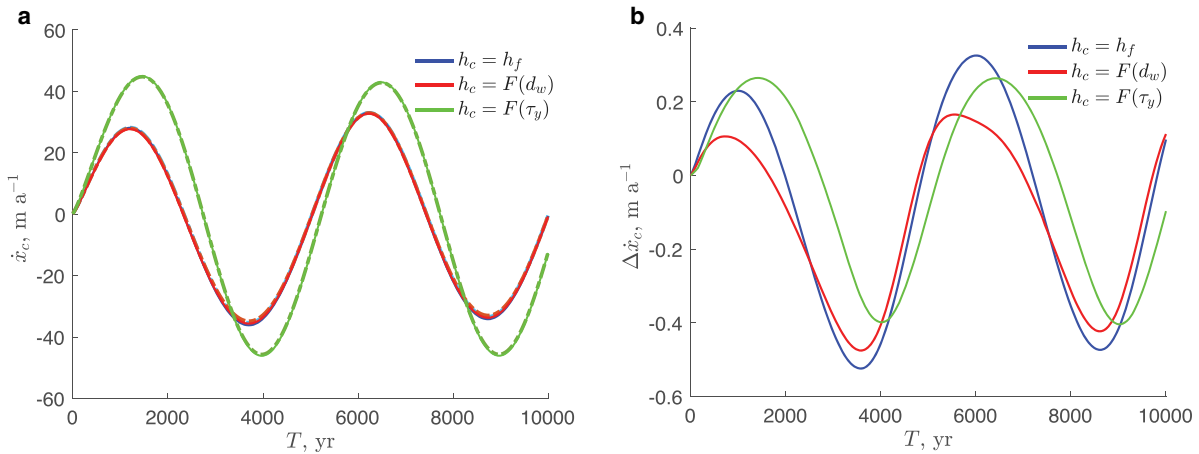 a
60
40
20
0
-20
-40
-60
0 2000 4000 6000 8000 10000
T, yr
ẋ_c, m a⁻¹
h_c = h_f
h_c = F(d_w)
h_c = F(τ_y)
b
0.4
0.2
0
-0.2
-0.4
-0.6
0 2000 4000 6000 8000 10000
T, yr
Δẋ_c, m a⁻¹
h_c = h_f
h_c = F(d_w)
h_c = F(τ_y)